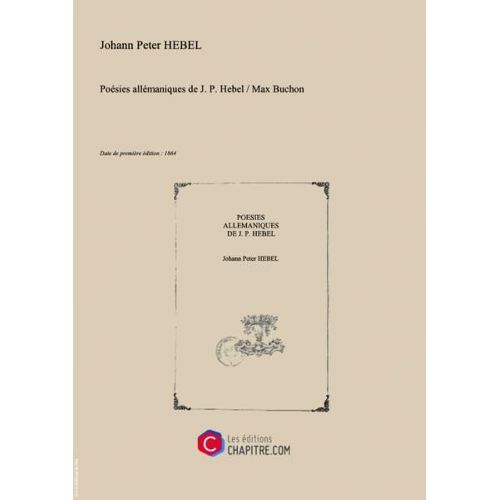 Johann Peter HEBEL
Poésies allémaniques de J. P. Hebel / Max Buchon
Date de première édition : 1864
POESIES
ALLEMANIQUES
DE J. P. HEBEL
Johann Peter HEBEL
Les éditions
CHAPITRE.COM